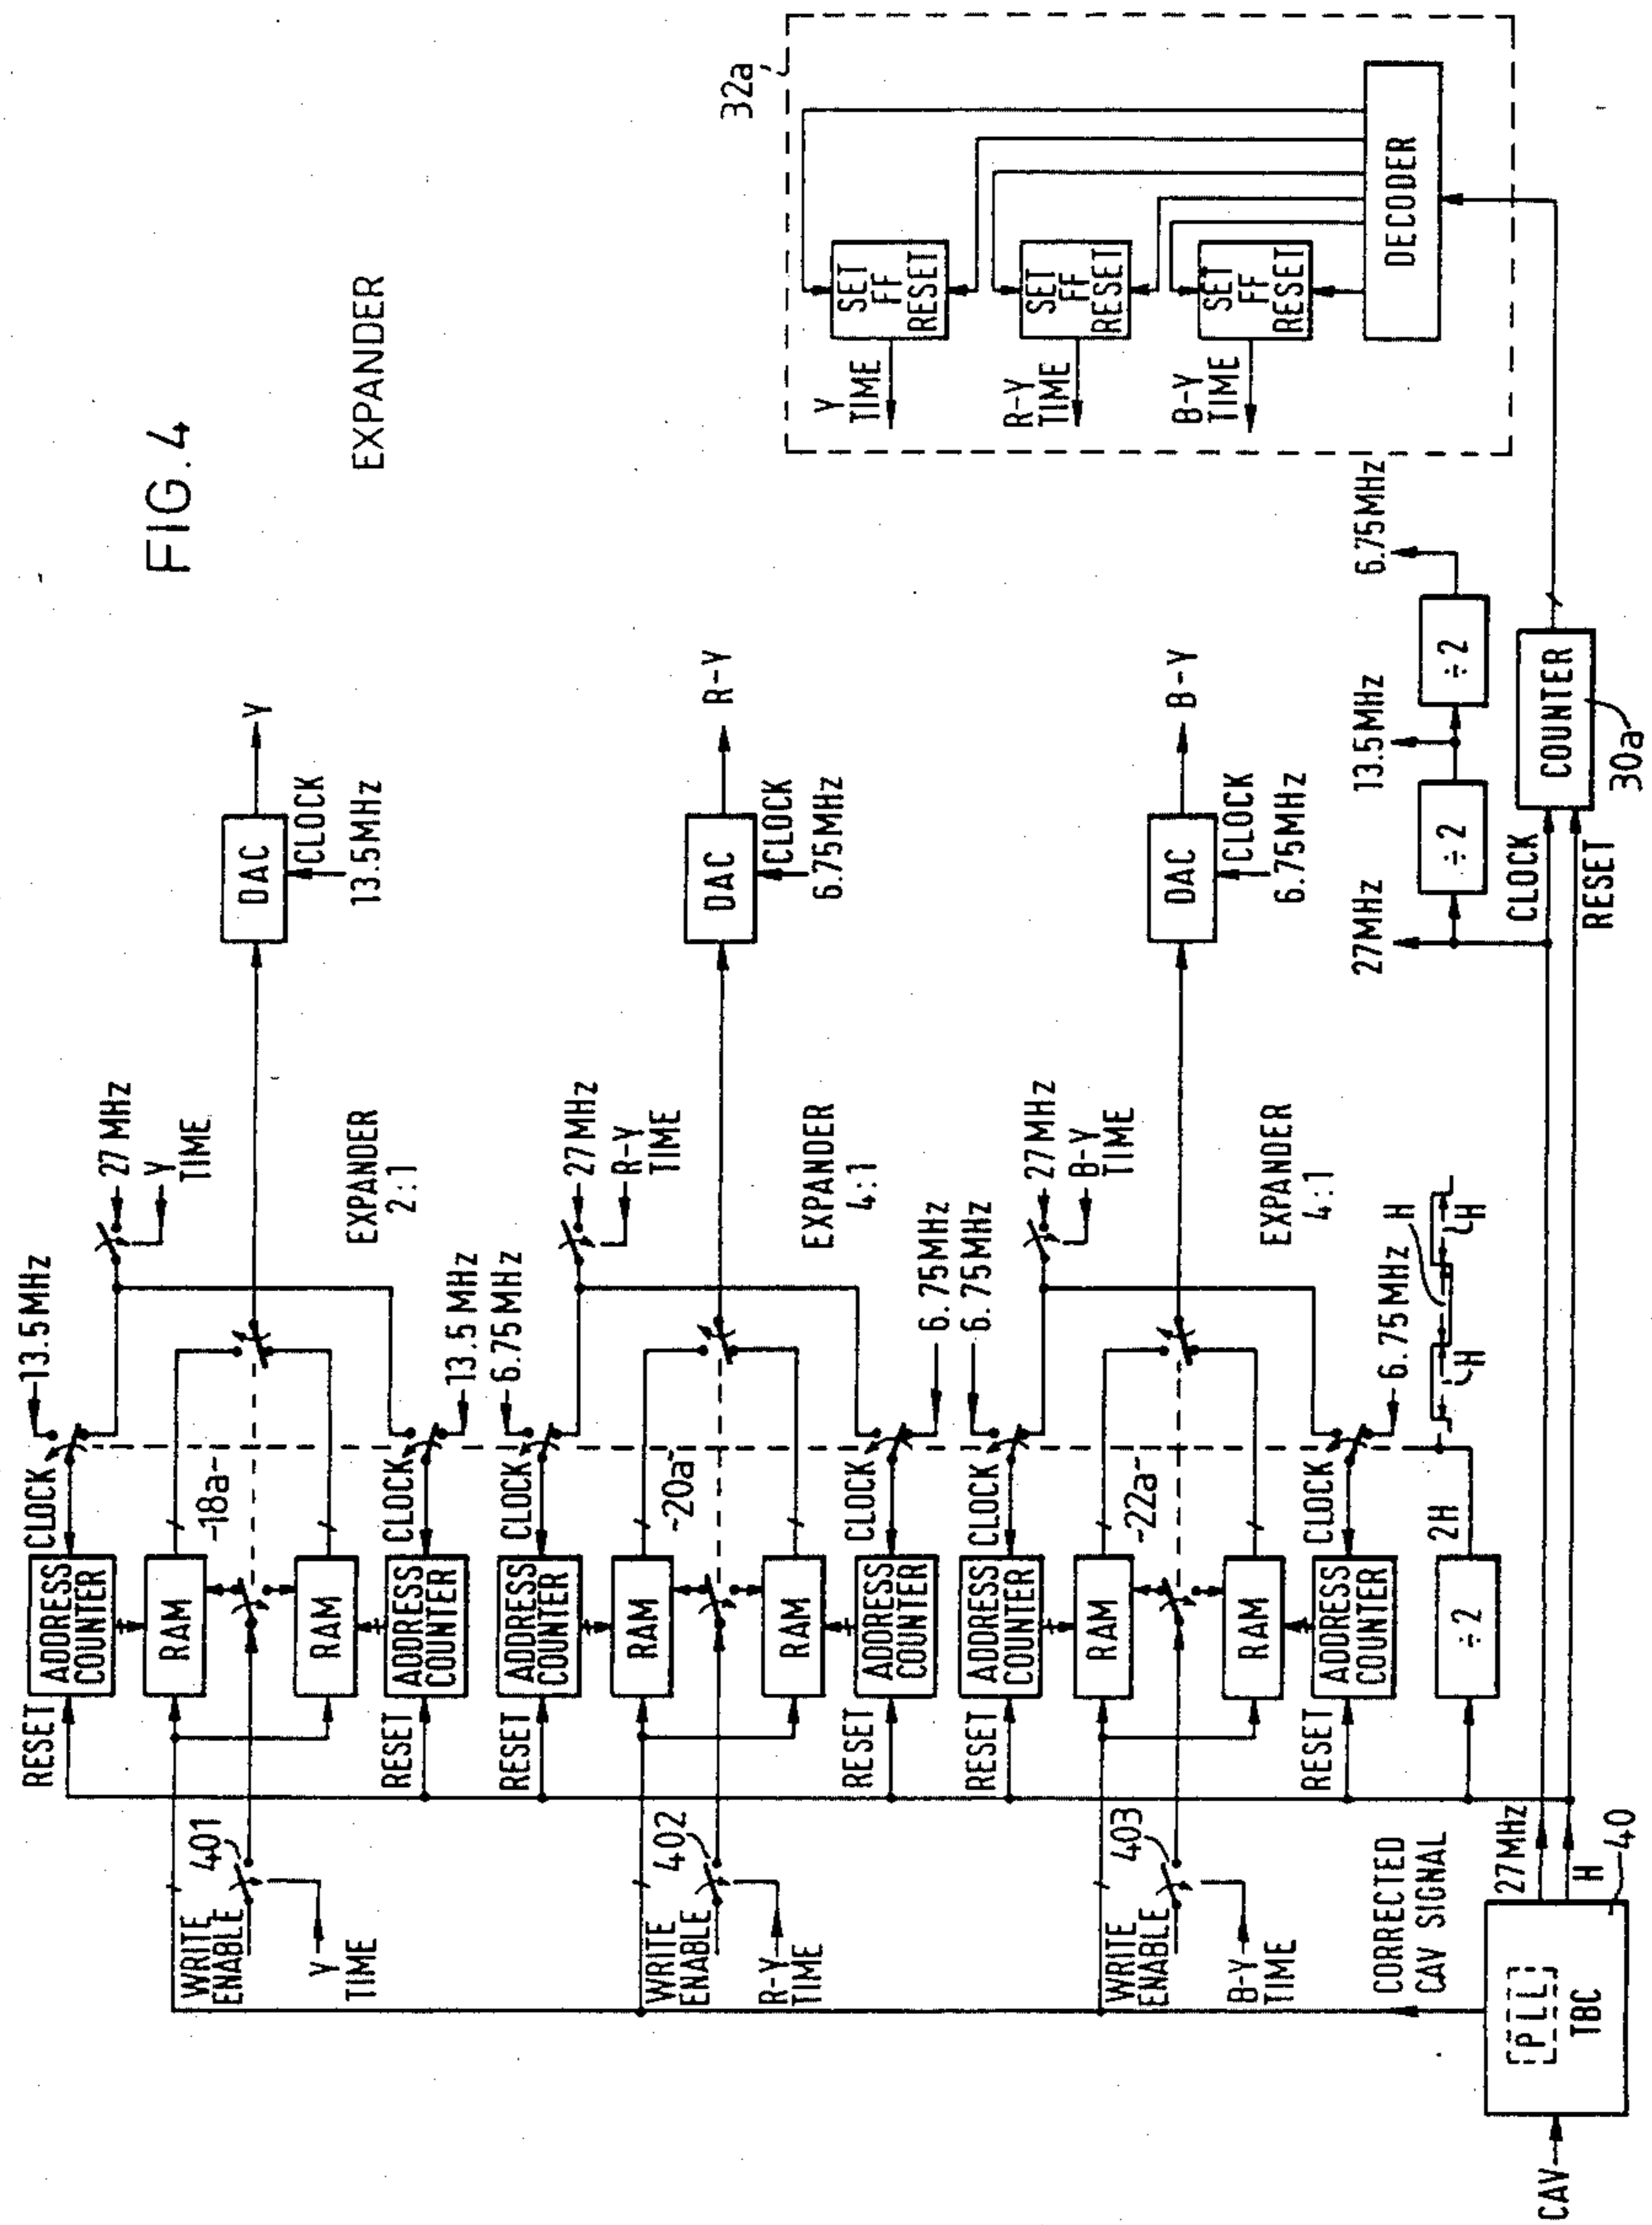 FIG. 4
EXPANDER
RESET
ADDRESS
COUNTER
CLOCK
13.5MHz
27 MHz
Y
TIME
RAM
~18a~
RAM
EXPANDER
2:1
RESET
ADDRESS
COUNTER
CLOCK
13.5 MHz
WRITE
ENABLE
401
Y
TIME
DAC
CLOCK
13.5MHz
Y
RESET
ADDRESS
COUNTER
CLOCK
6.75MHz
27MHz
R-Y
TIME
RAM
~20a~
RAM
EXPANDER
4:1
RESET
ADDRESS
COUNTER
CLOCK
6.75MHz
WRITE
ENABLE
402
R-Y
TIME
DAC
CLOCK
6.75MHz
R-Y
RESET
ADDRESS
COUNTER
CLOCK
6.75MHz
27MHz
B-Y
TIME
RAM
~22a~
RAM
EXPANDER
4:1
RESET
ADDRESS
COUNTER
CLOCK
6.75MHz
WRITE
ENABLE
403
B-Y
TIME
DAC
CLOCK
6.75MHz
B-Y
÷2
2H
H
H
H
CAV
PLL
TBC
40
CORRECTED
CAV SIGNAL
27MHz
H
27MHz
÷2
13.5MHz
÷2
6.75MHz
CLOCK
RESET
COUNTER
30a
32a
Y
TIME
SET
FF
RESET
R-Y
TIME
SET
FF
RESET
B-Y
TIME
SET
FF
RESET
DECODER